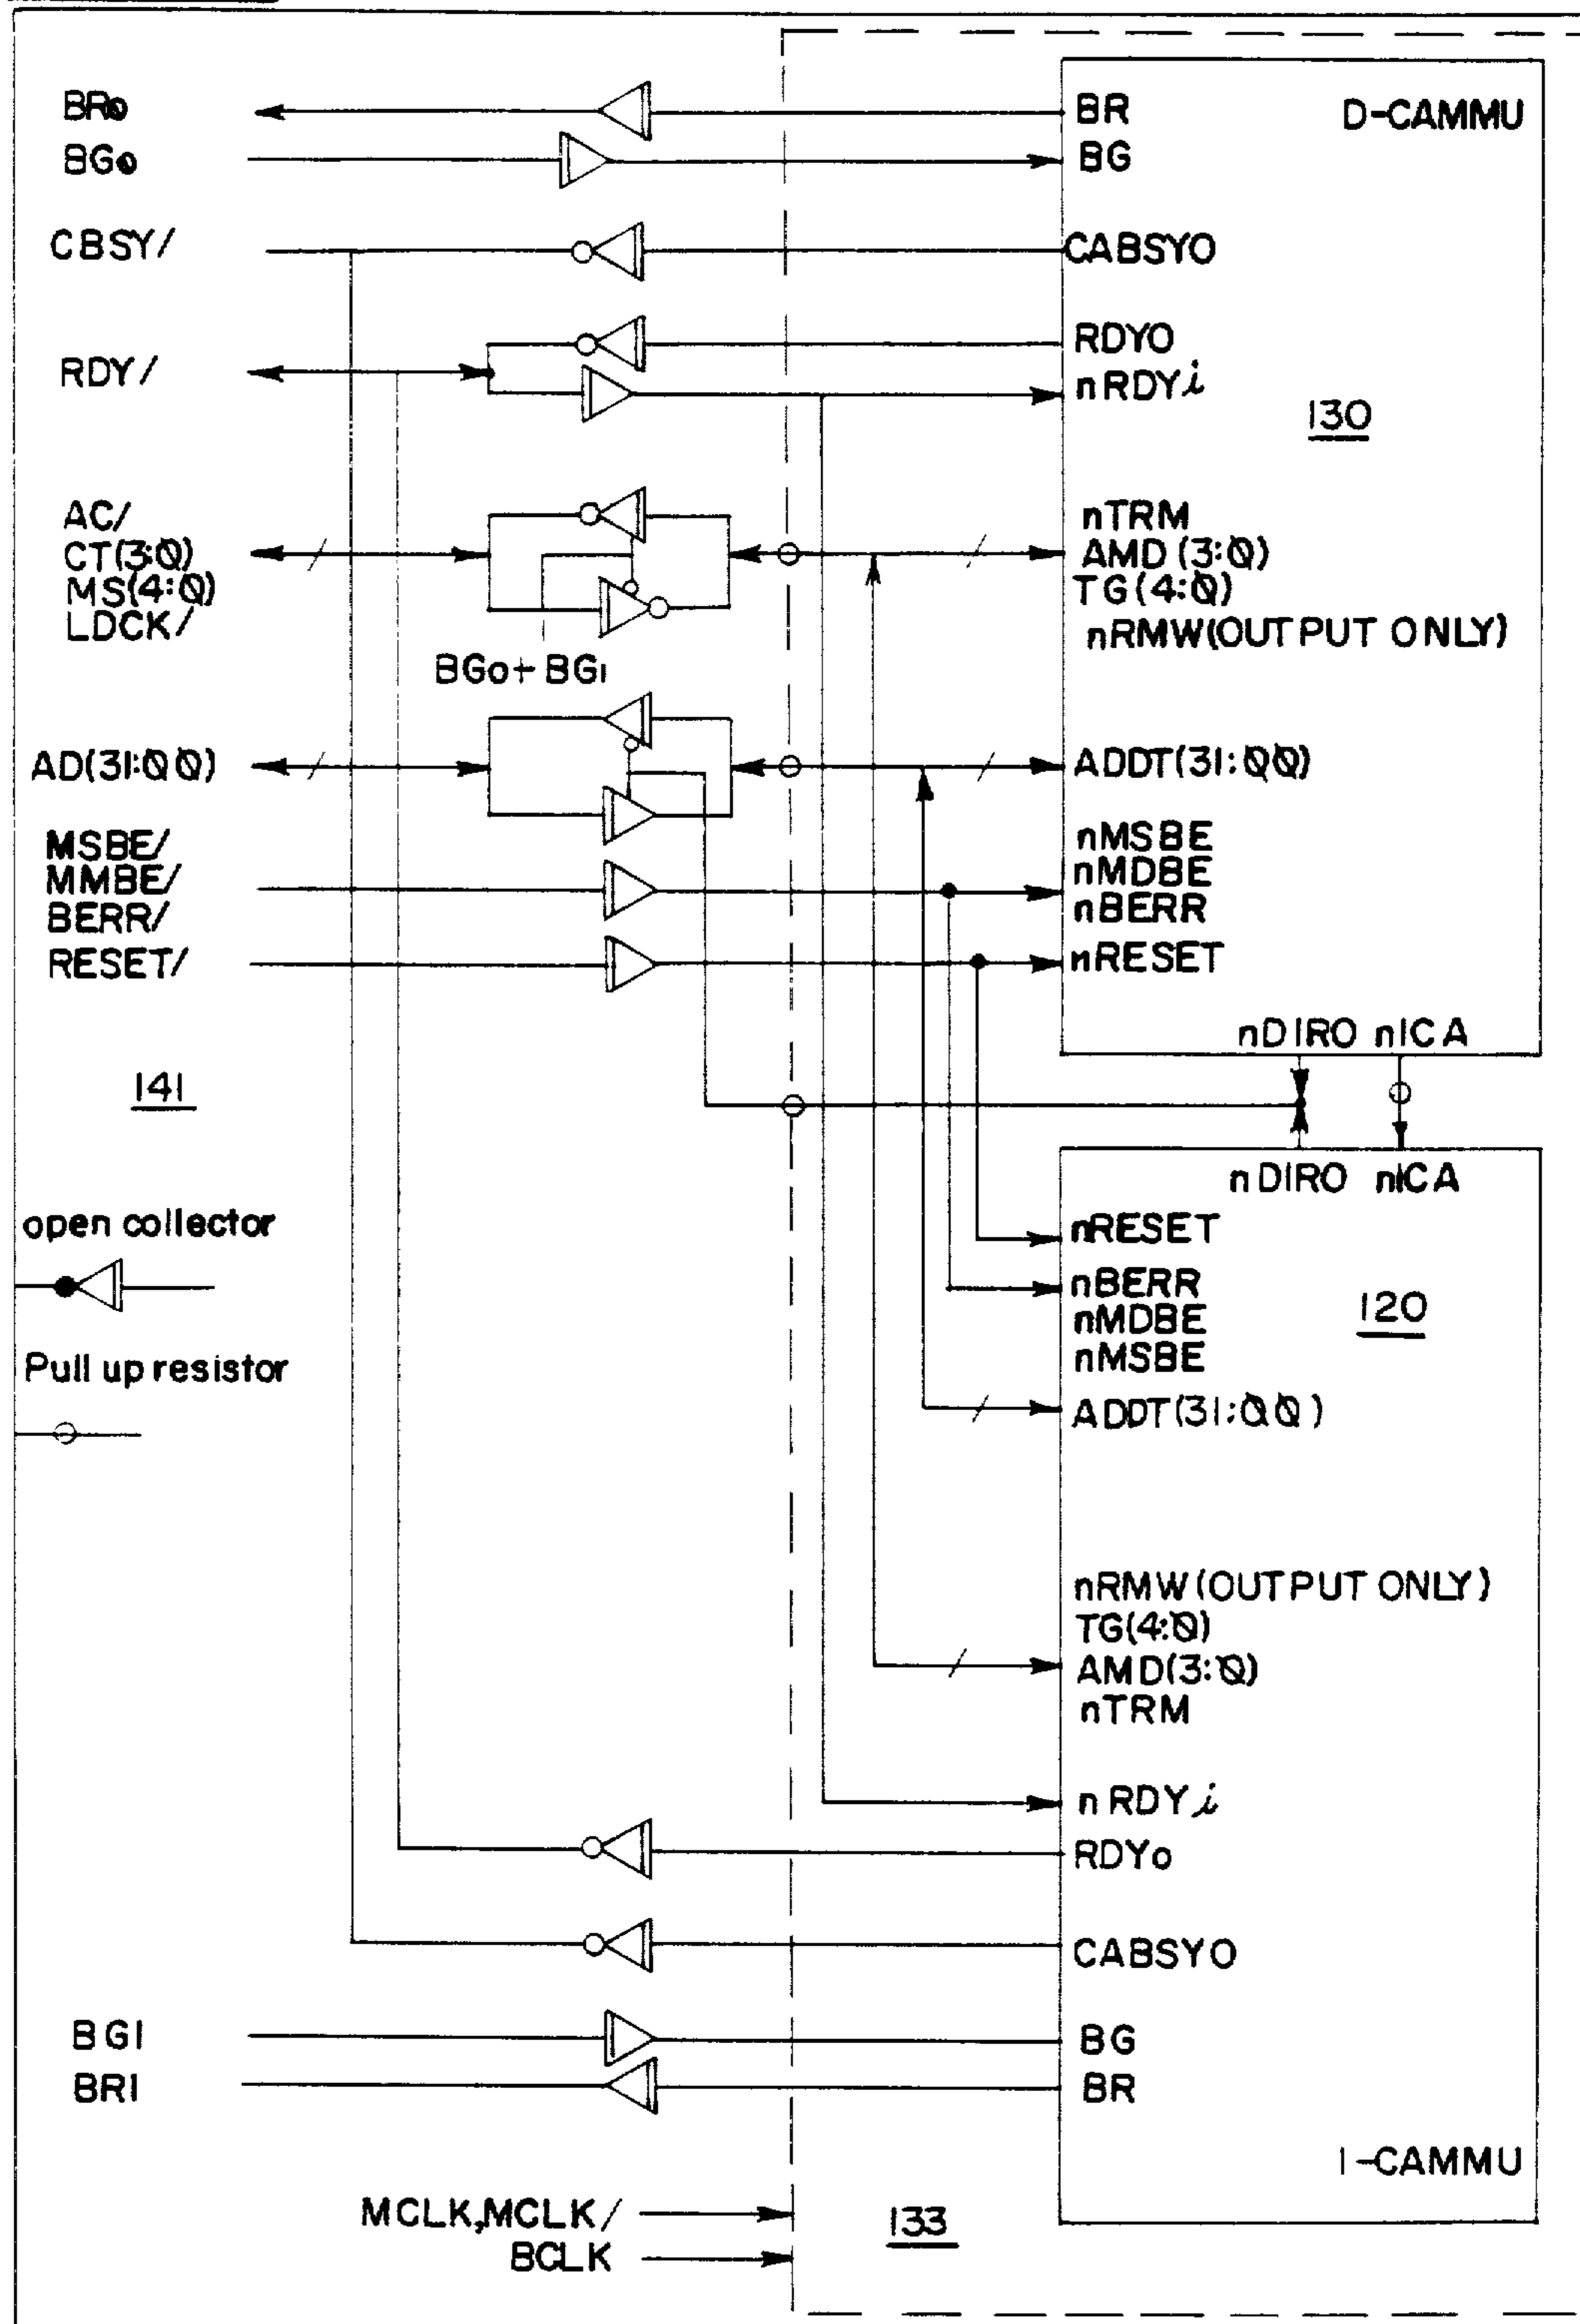 BRo
BR
D-CAMMU
BGo
BG
CBSY/
CABSYO
RDYO
RDY/
nRDYi
130
AC/
nTRM
CT(3:0)
AMD (3:0)
MS(4:0)
TG(4:0)
LDCK/
nRMW(OUTPUT ONLY)
BGo+BG1
AD(31:00)
ADDT(31:00)
MSBE/
nMSBE
MMBE/
nMDBE
BERR/
nBERR
RESET/
nRESET
nDIRO nICA
141
nDIRO nICA
open collector
nRESET
nBERR
120
nMDBE
nMSBE
Pull up resistor
ADDT(31:00)
nRMW(OUTPUT ONLY)
TG(4:0)
AMD(3:0)
nTRM
nRDYi
RDYo
CABSYO
BG1
BG
BR1
BR
I-CAMMU
MCLK,MCLK/
133
BCLK